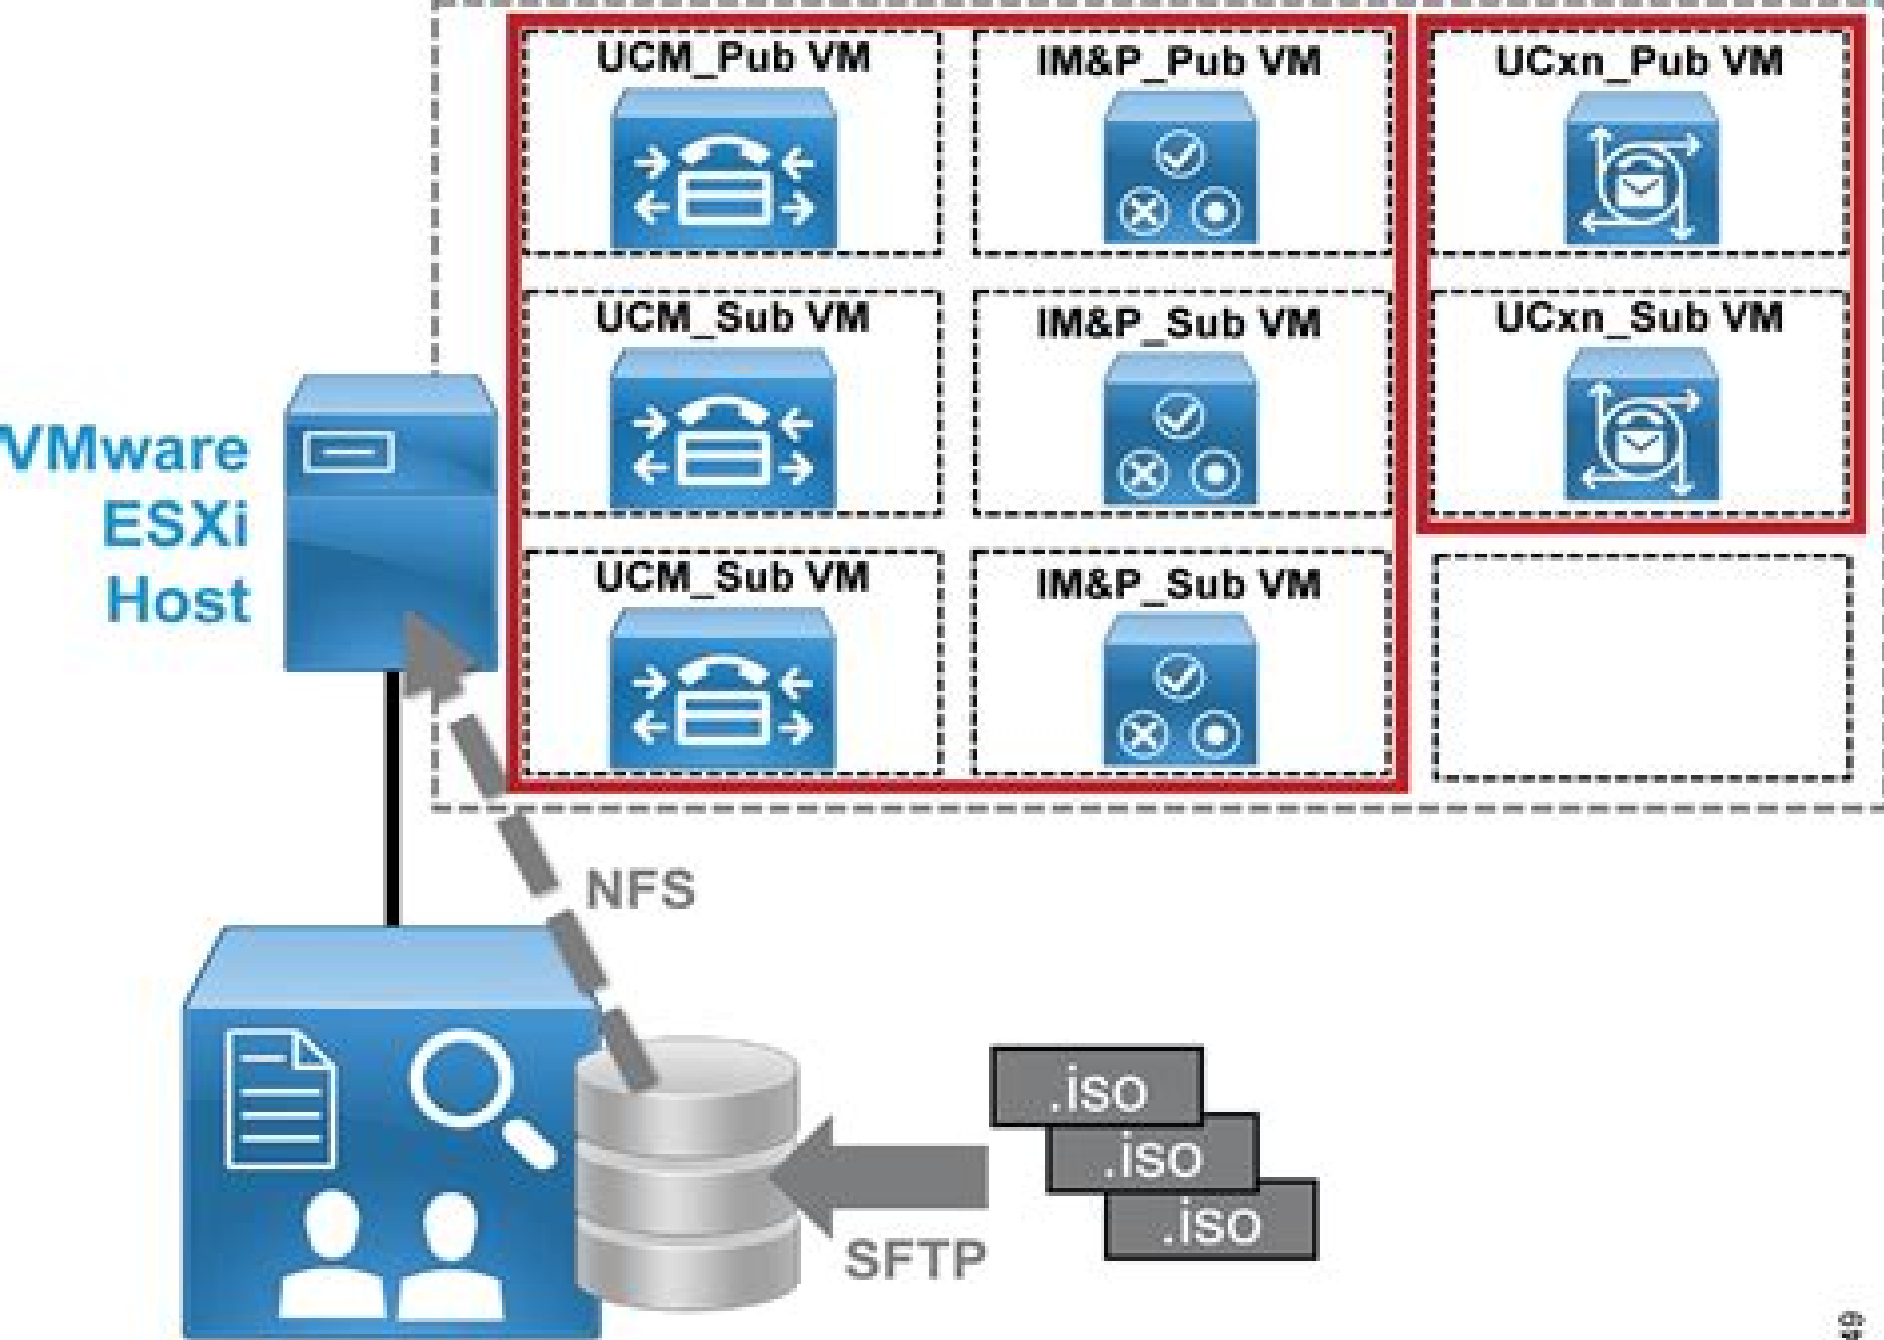 UCM_Pub VM
IM&P_Pub VM
UCxn_Pub VM
UCM_Sub VM
IM&P_Sub VM
UCxn_Sub VM
UCM_Sub VM
IM&P_Sub VM
VMware
ESXi
Host
NFS
SFTP
.iso
.iso
.iso